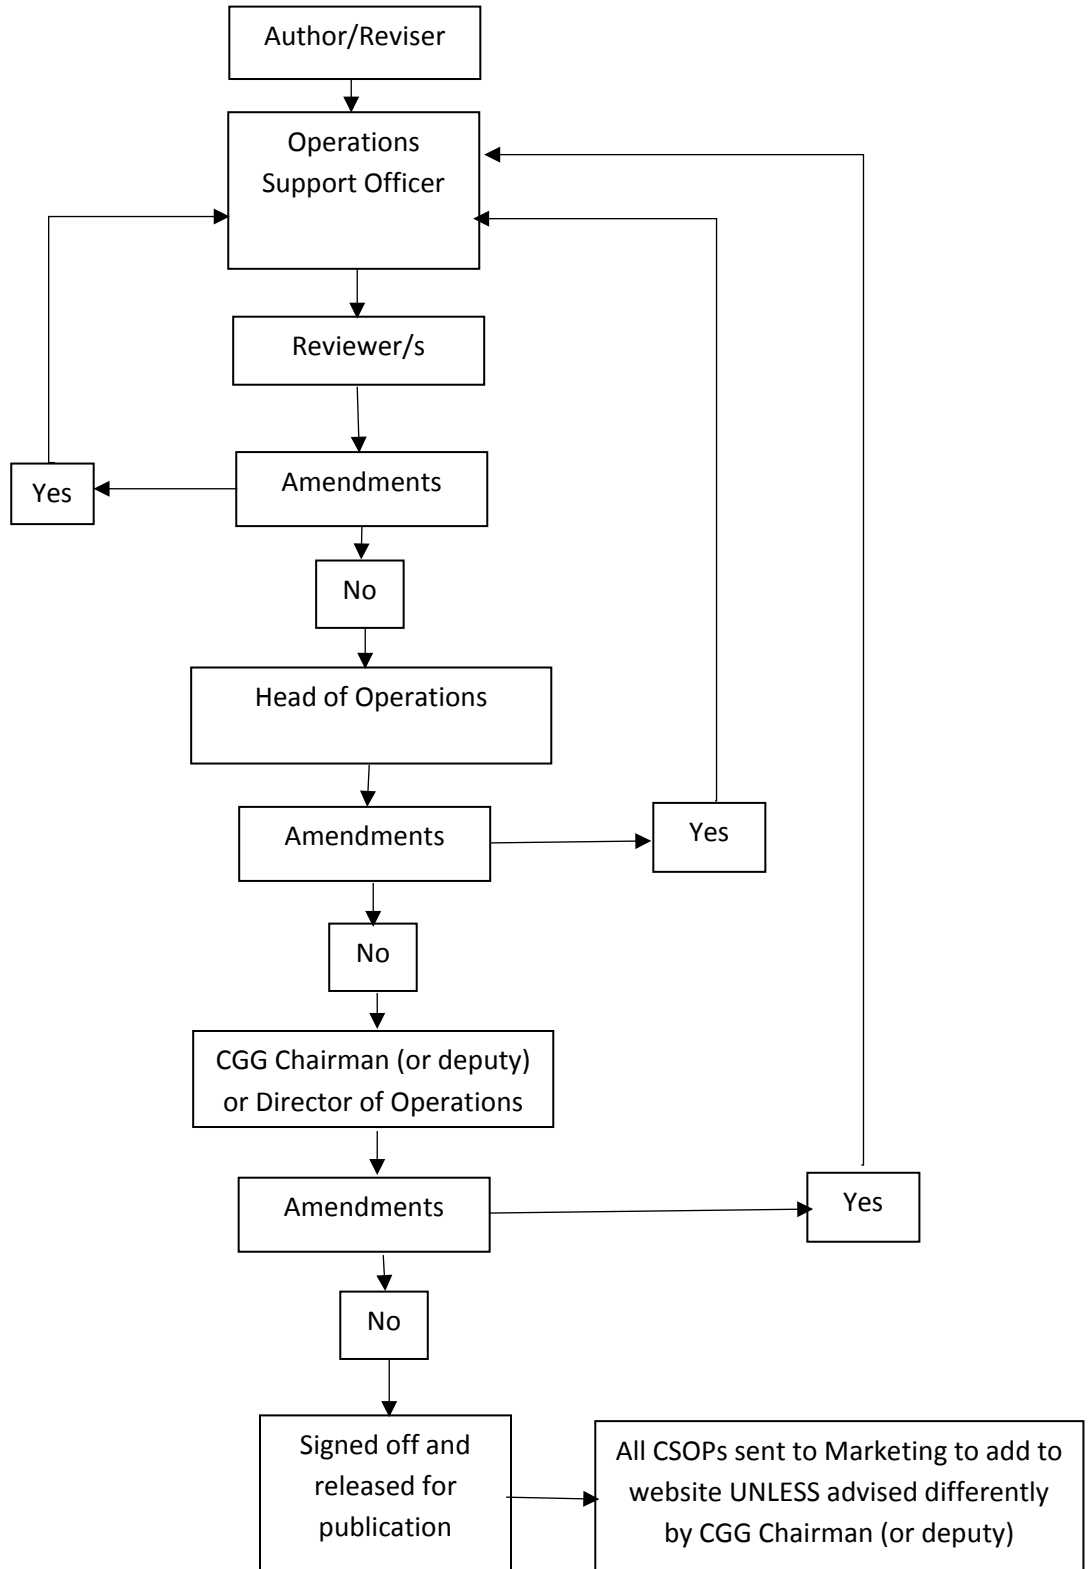 Author/Reviser
Operations
Support Officer
Reviewer/s
Amendments
Yes
No
Head of Operations
Amendments
Yes
No
CGG Chairman (or deputy)
or Director of Operations
Amendments
Yes
No
Signed off and
released for
publication
All CSOPs sent to Marketing to add to
website UNLESS advised differently
by CGG Chairman (or deputy)